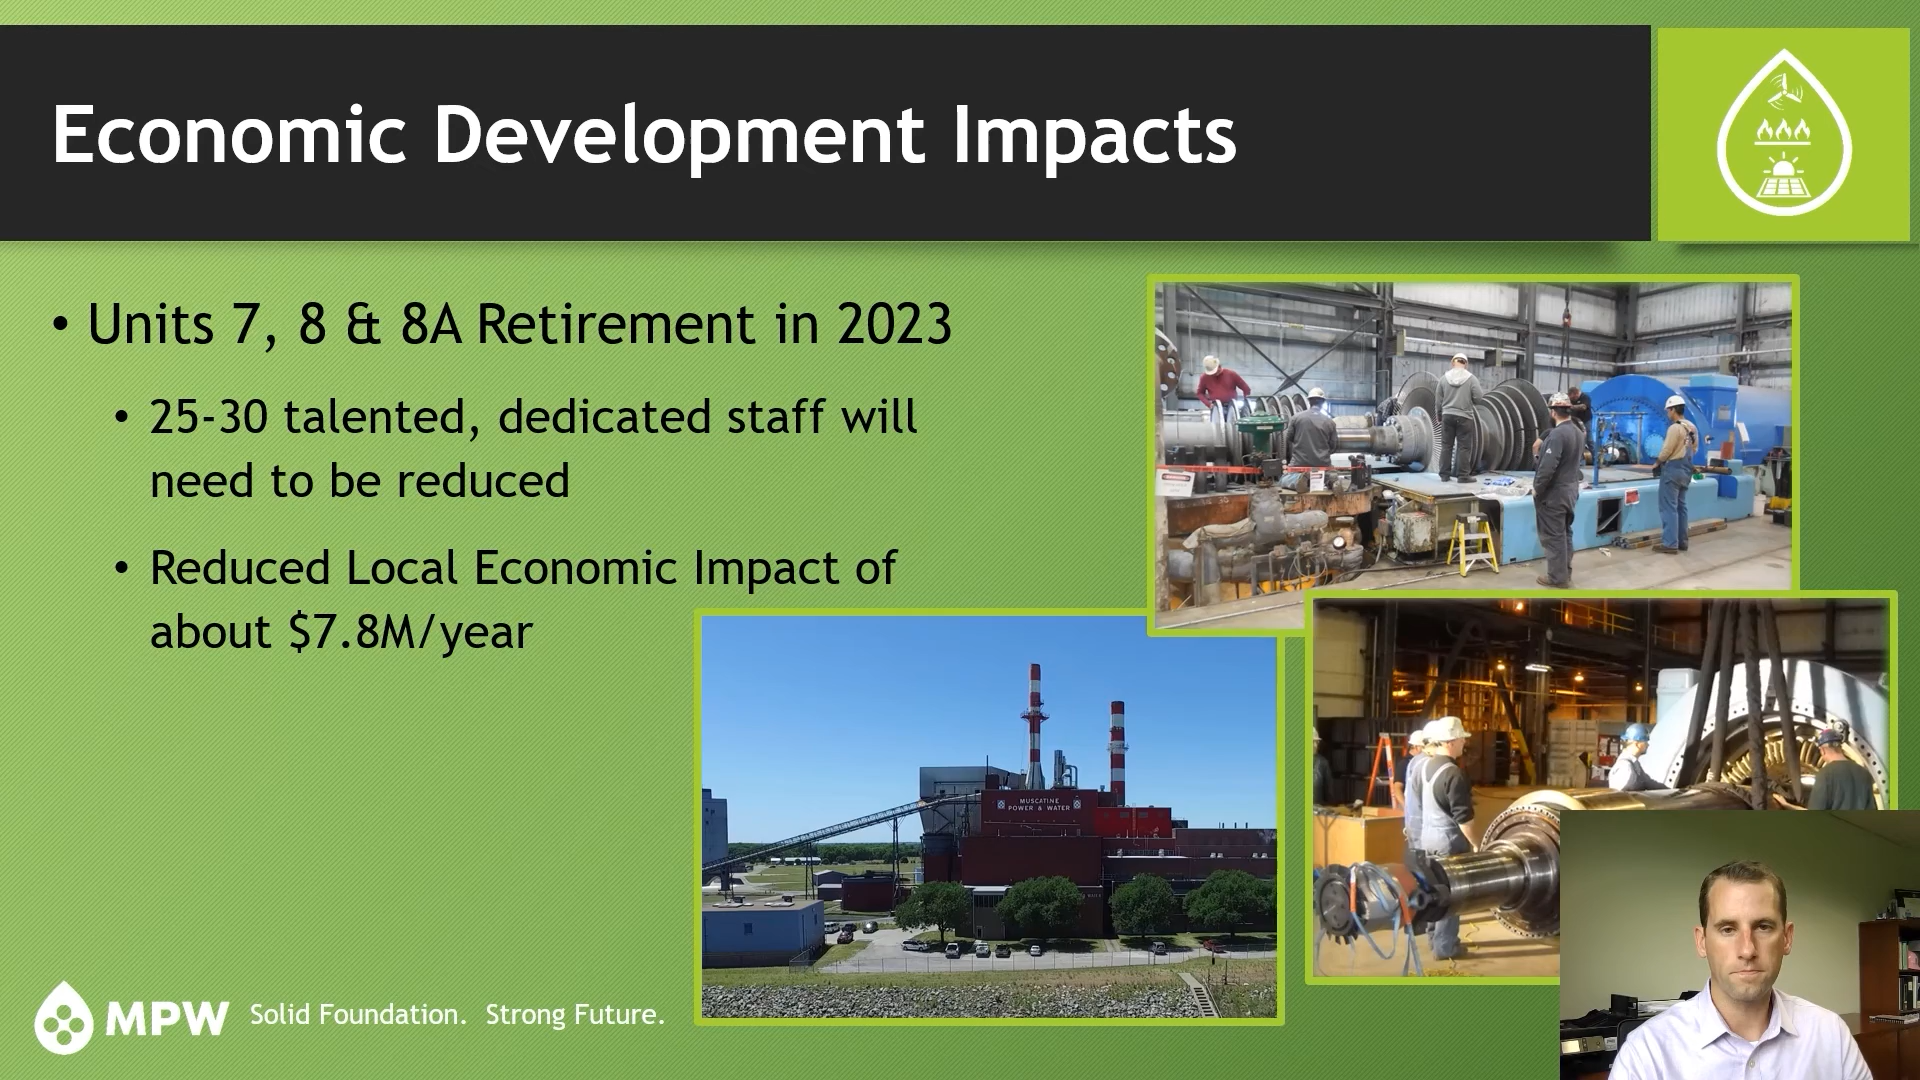 Economic Development Impacts
• Units 7, 8 & 8A Retirement in 2023
• 25-30 talented, dedicated staff will
need to be reduced
• Reduced Local Economic Impact of
about $7.8M/year
MUSCATINE
POWER & WATER
MPW Solid Foundation. Strong Future.